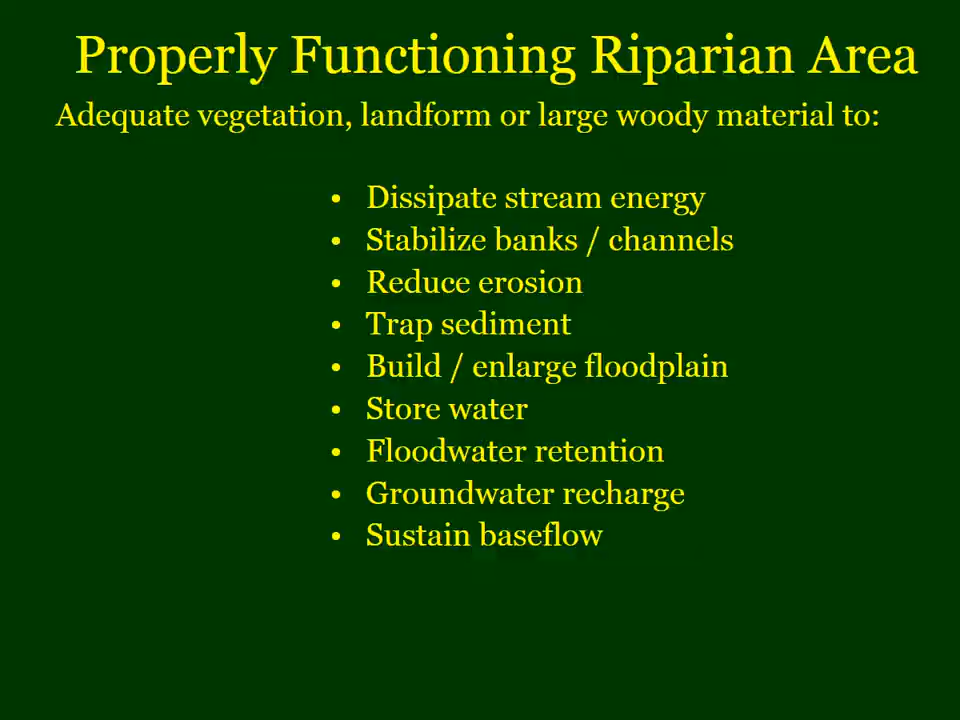 Properly Functioning Riparian Area
Adequate vegetation, landform or large woody material to:
• Dissipate stream energy
• Stabilize banks / channels
• Reduce erosion
• Trap sediment
• Build / enlarge floodplain
• Store water
• Floodwater retention
• Groundwater recharge
• Sustain baseflow